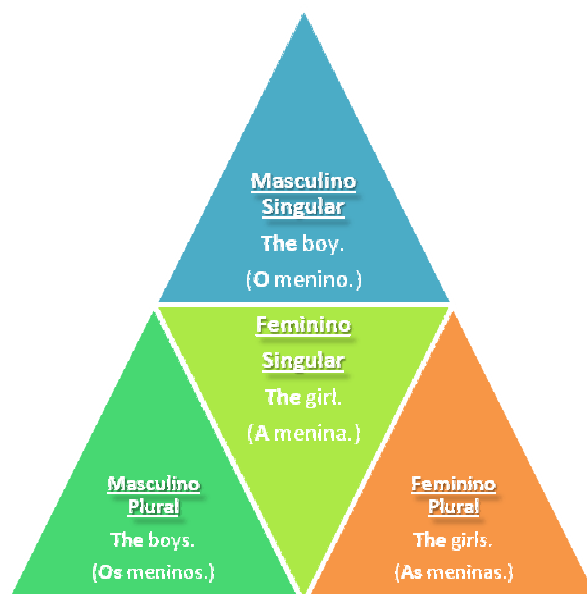 Masculino
Singular
The boy.
(O menino.)
Feminino
Singular
The girl.
(A menina.)
Masculino
Plural
The boys.
(Os meninos.)
Feminino
Plural
The girls.
(As meninas.)